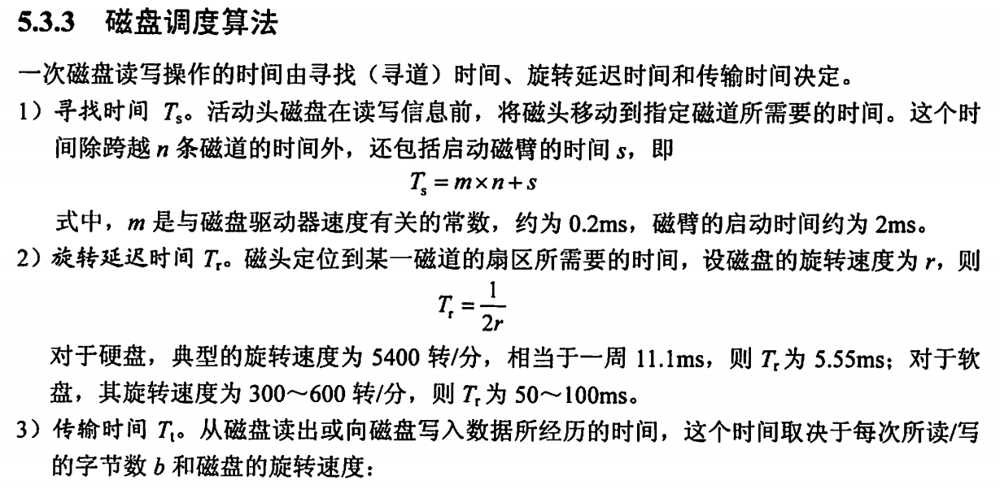 5.3.3 磁盘调度算法
一次磁盘读写操作的时间由寻找（寻道）时间、旋转延迟时间和传输时间决定。
1）寻找时间 Ts。活动头磁盘在读写信息前，将磁头移动到指定磁道所需要的时间。这个时
间除跨越 n 条磁道的时间外，还包括启动磁臂的时间 s，即
Ts = m × n + s
式中，m 是与磁盘驱动器速度有关的常数，约为 0.2ms，磁臂的启动时间约为 2ms。
2）旋转延迟时间 Tr。磁头定位到某一磁道的扇区所需要的时间，设磁盘的旋转速度为 r，则
Tr = 1/2r
对于硬盘，典型的旋转速度为 5400 转/分，相当于一周 11.1ms，则 Tr 为 5.55ms；对于软
盘，其旋转速度为 300～600 转/分，则 Tr 为 50～100ms。
3）传输时间 Tt。从磁盘读出或向磁盘写入数据所经历的时间，这个时间取决于每次所读/写
的字节数 b 和磁盘的旋转速度：